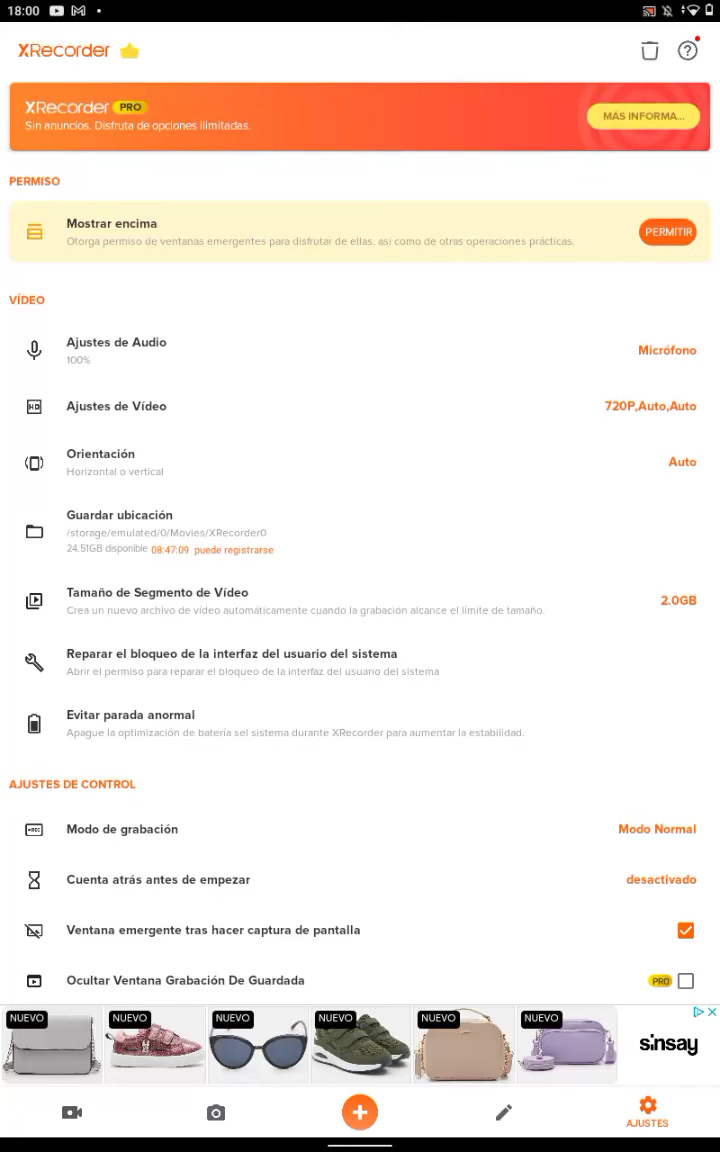 18:00
XRecorder
XRecorder PRO
Sin anuncios. Disfruta de opciones ilimitadas.
MÁS INFORMA...
PERMISO
Mostrar encima
Otorga permiso de ventanas emergentes para disfrutar de ellas, así como de otras operaciones prácticas.
PERMITIR
VÍDEO
Ajustes de Audio
100%
Micrófono
Ajustes de Vídeo
720P,Auto,Auto
Orientación
Horizontal o vertical
Auto
Guardar ubicación
/storage/emulated/0/Movies/XRecorder0
24.51GB disponible 08:47:09 puede registrarse
Tamaño de Segmento de Vídeo
Crea un nuevo archivo de vídeo automáticamente cuando la grabación alcance el límite de tamaño.
2.0GB
Reparar el bloqueo de la interfaz del usuario del sistema
Abrir el permiso para reparar el bloqueo de la interfaz del usuario del sistema
Evitar parada anormal
Apague la optimización de batería sel sistema durante XRecorder para aumentar la estabilidad.
AJUSTES DE CONTROL
REC
Modo de grabación
Modo Normal
Cuenta atrás antes de empezar
desactivado
Ventana emergente tras hacer captura de pantalla
Ocultar Ventana Grabación De Guardada
PRO
NUEVO NUEVO NUEVO NUEVO NUEVO NUEVO
sinsay
AJUSTES